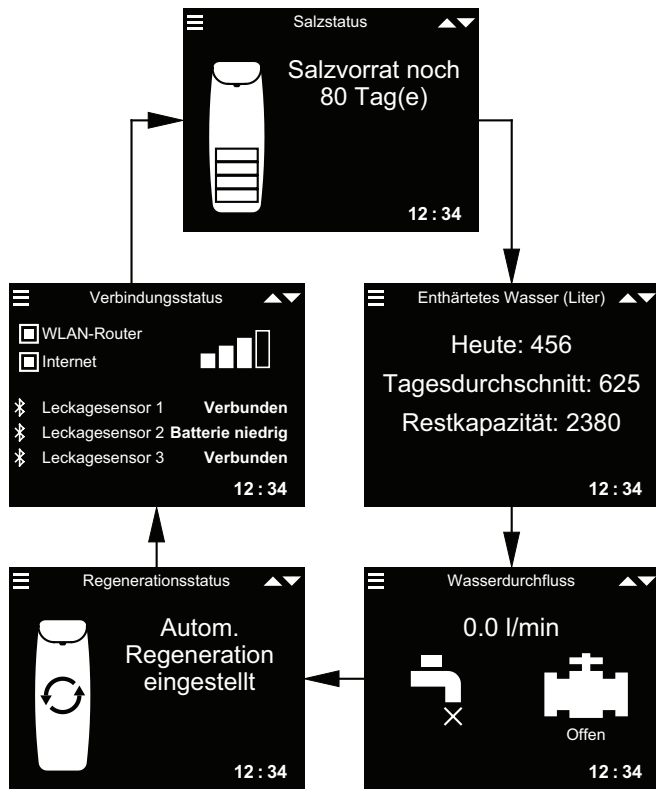 Salzstatus
Salzvorrat noch
80 Tag(e)
12 : 34
Verbindungsstatus
WLAN-Router
Internet
Leckagesensor 1 Verbunden
Leckagesensor 2 Batterie niedrig
Leckagesensor 3 Verbunden
12 : 34
Enthärtetes Wasser (Liter)
Heute: 456
Tagesdurchschnitt: 625
Restkapazität: 2380
12 : 34
Regenerationsstatus
Autom.
Regeneration
eingestellt
12 : 34
Wasserdurchfluss
0.0 l/min
Offen
12 : 34